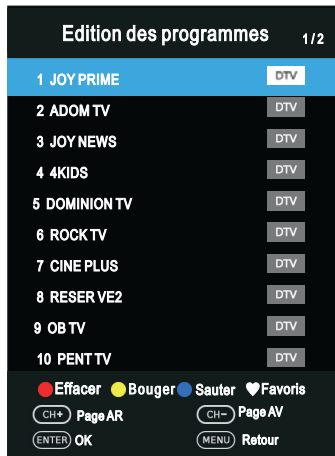 Edition des programmes 1/2
1 JOY PRIME DTV
2 ADOM TV DTV
3 JOY NEWS DTV
4 4KIDS DTV
5 DOMINION TV DTV
6 ROCK TV DTV
7 CINE PLUS DTV
8 RESER VE2 DTV
9 OB TV DTV
10 PENT TV DTV
Effacer Bouger Sauter Favoris
CH+ Page AR CH- Page AV
ENTER OK MENU Retour